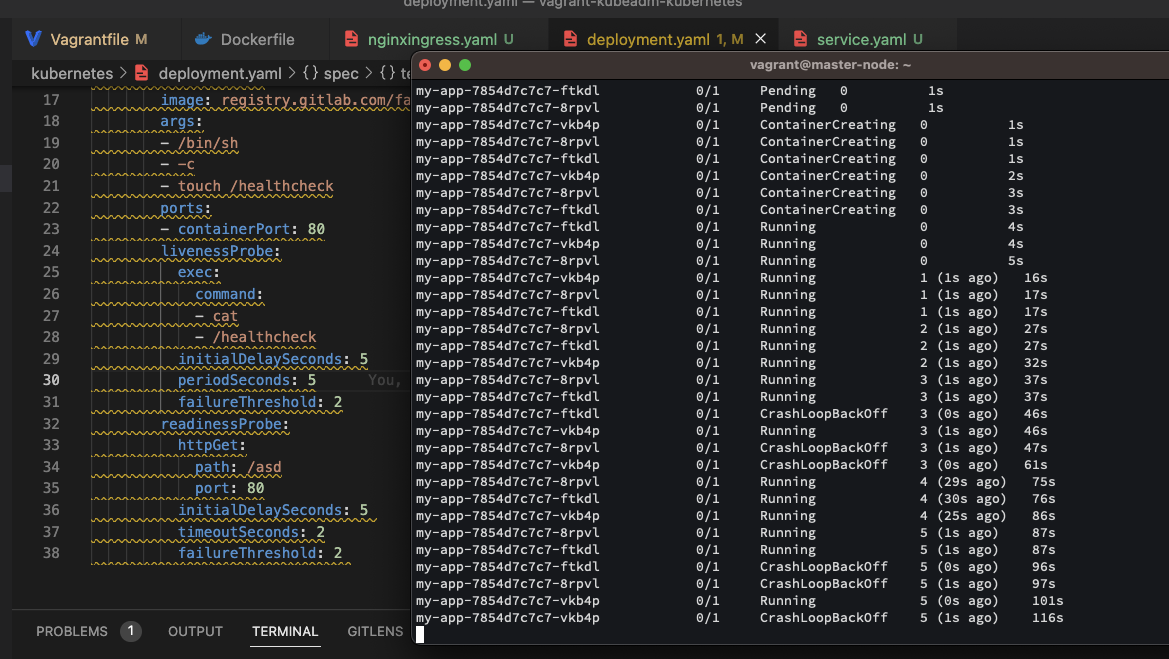 deployment.yaml — vagrant-kubeadm-kubernetes
Vagrantfile M
Dockerfile
nginxingress.yaml U
deployment.yaml 1, M
service.yaml U
kubernetes > deployment.yaml > {} spec > {} te
17 image: registry.gitlab.com/fa
18 args:
19 - /bin/sh
20 - -c
21 - touch /healthcheck
22 ports:
23 - containerPort: 80
24 livenessProbe:
25 exec:
26 command:
27 - cat
28 - /healthcheck
29 initialDelaySeconds: 5
30 periodSeconds: 5 You,
31 failureThreshold: 2
32 readinessProbe:
33 httpGet:
34 path: /asd
35 port: 80
36 initialDelaySeconds: 5
37 timeoutSeconds: 2
38 failureThreshold: 2
PROBLEMS 1 OUTPUT TERMINAL GITLENS
vagrant@master-node: ~
my-app-7854d7c7c7-ftkdl 0/1 Pending 0 1s
my-app-7854d7c7c7-8rpvl 0/1 Pending 0 1s
my-app-7854d7c7c7-vkb4p 0/1 ContainerCreating 0 1s
my-app-7854d7c7c7-8rpvl 0/1 ContainerCreating 0 1s
my-app-7854d7c7c7-ftkdl 0/1 ContainerCreating 0 1s
my-app-7854d7c7c7-vkb4p 0/1 ContainerCreating 0 2s
my-app-7854d7c7c7-8rpvl 0/1 ContainerCreating 0 3s
my-app-7854d7c7c7-ftkdl 0/1 ContainerCreating 0 3s
my-app-7854d7c7c7-ftkdl 0/1 Running 0 4s
my-app-7854d7c7c7-vkb4p 0/1 Running 0 4s
my-app-7854d7c7c7-8rpvl 0/1 Running 0 5s
my-app-7854d7c7c7-vkb4p 0/1 Running 1 (1s ago) 16s
my-app-7854d7c7c7-8rpvl 0/1 Running 1 (1s ago) 17s
my-app-7854d7c7c7-ftkdl 0/1 Running 1 (1s ago) 17s
my-app-7854d7c7c7-8rpvl 0/1 Running 2 (1s ago) 27s
my-app-7854d7c7c7-ftkdl 0/1 Running 2 (1s ago) 27s
my-app-7854d7c7c7-vkb4p 0/1 Running 2 (1s ago) 32s
my-app-7854d7c7c7-8rpvl 0/1 Running 3 (1s ago) 37s
my-app-7854d7c7c7-ftkdl 0/1 Running 3 (1s ago) 37s
my-app-7854d7c7c7-ftkdl 0/1 CrashLoopBackOff 3 (0s ago) 46s
my-app-7854d7c7c7-vkb4p 0/1 Running 3 (1s ago) 46s
my-app-7854d7c7c7-8rpvl 0/1 CrashLoopBackOff 3 (1s ago) 47s
my-app-7854d7c7c7-vkb4p 0/1 CrashLoopBackOff 3 (0s ago) 61s
my-app-7854d7c7c7-8rpvl 0/1 Running 4 (29s ago) 75s
my-app-7854d7c7c7-ftkdl 0/1 Running 4 (30s ago) 76s
my-app-7854d7c7c7-vkb4p 0/1 Running 4 (25s ago) 86s
my-app-7854d7c7c7-8rpvl 0/1 Running 5 (1s ago) 87s
my-app-7854d7c7c7-ftkdl 0/1 Running 5 (1s ago) 87s
my-app-7854d7c7c7-ftkdl 0/1 CrashLoopBackOff 5 (0s ago) 96s
my-app-7854d7c7c7-8rpvl 0/1 CrashLoopBackOff 5 (1s ago) 97s
my-app-7854d7c7c7-vkb4p 0/1 Running 5 (0s ago) 101s
my-app-7854d7c7c7-vkb4p 0/1 CrashLoopBackOff 5 (1s ago) 116s